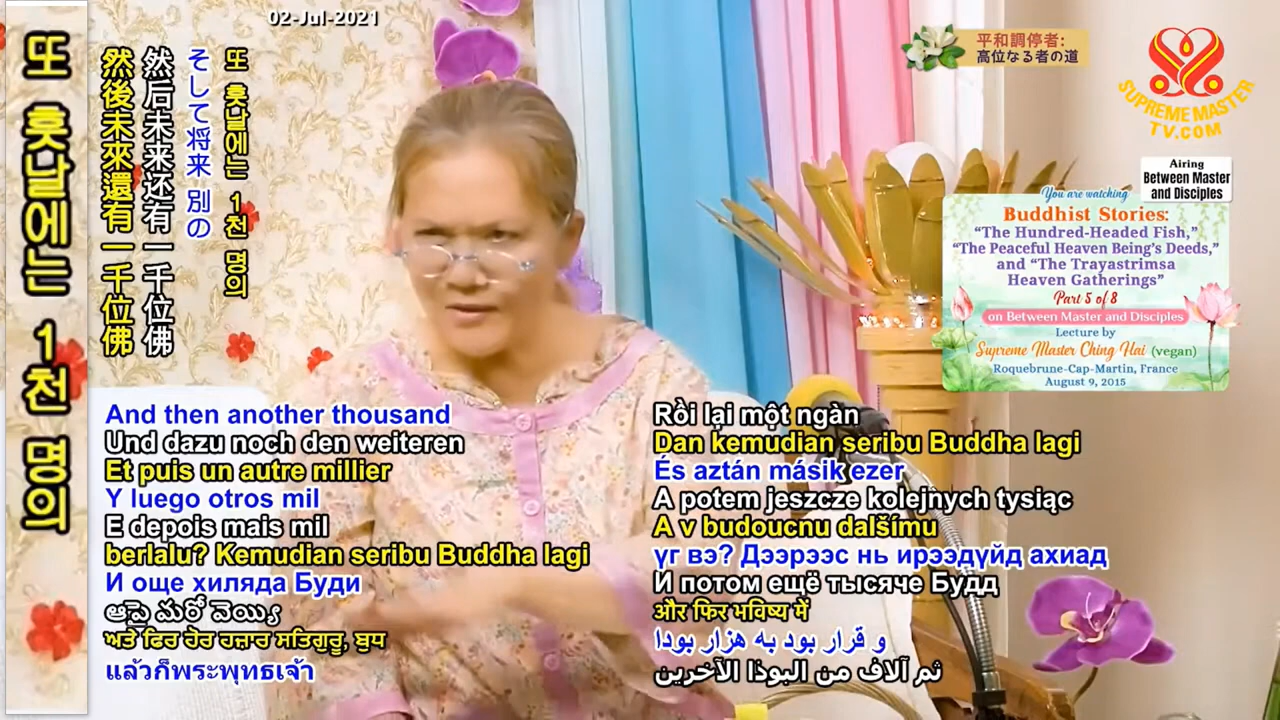 02-Jul-2021
또 훗날에는 1천 명의
然後未來還有一千位佛
然后未来还有一千位佛
そして将来 別の
또 훗날에는 1천 명의
平和調停者:
高位なる者の道
SUPREME MASTER
TV.COM
Airing
Between Master
and Disciples
You are watching
Buddhist Stories:
“The Hundred-Headed Fish,”
“The Peaceful Heaven Being’s Deeds,”
and “The Trayastrimsa
Heaven Gatherings”
Part 5 of 8
on Between Master and Disciples
Lecture by
Supreme Master Ching Hai (vegan)
Roquebrune-Cap-Martin, France
August 9, 2015
And then another thousand
Und dazu noch den weiteren
Et puis un autre millier
Y luego otros mil
E depois mais mil
berlalu? Kemudian seribu Buddha lagi
И още хиляда Буди
ఆపై మరో వెయ్యి
ਅਤੇ ਫਿਰ ਹੋਰ ਹਜ਼ਾਰ ਸਤਿਗੁਰੂ, ਬੁਧ
แล้วก็พระพุทธเจ้า
Rồi lại một ngàn
Dan kemudian seribu Buddha lagi
És aztán másik ezer
A potem jeszcze kolejnych tysiąc
A v budoucnu dalšímu
үг вэ? Дээрээс нь ирээдүйд ахиад
И потом ещё тысяче Будд
और फिर भविष्य में
و قرار بود به هزار بودا
ثم آلاف من البوذا الآخرين